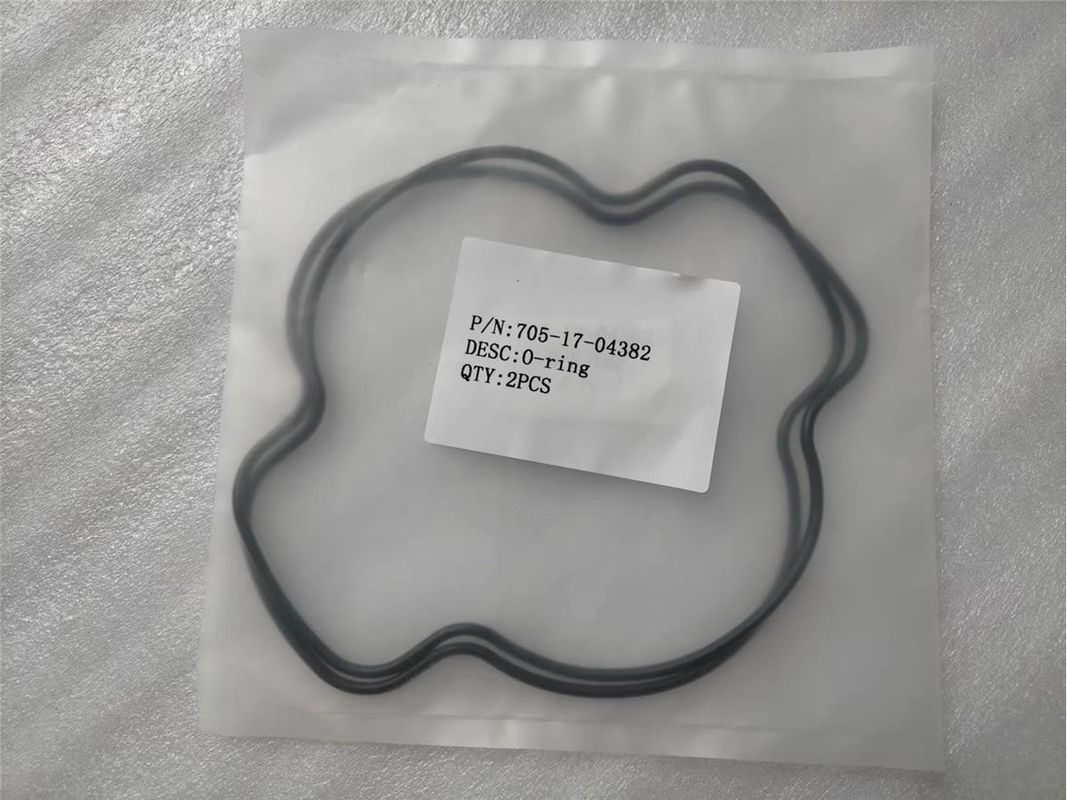 P/N:705-17-04382
DESC:O-ring
QTY:2PCS